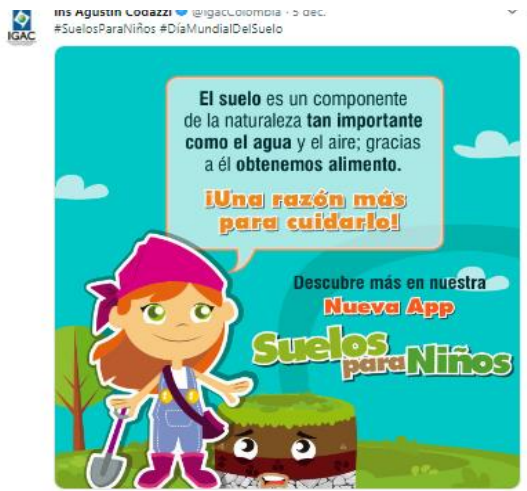 Ins Agustín Codazzi @igacColombia · 5 dec.
#SuelosParaNiños #DíaMundialDelSuelo
IGAC
El suelo es un componente
de la naturaleza tan importante
como el agua y el aire; gracias
a él obtenemos alimento.
¡Una razón más
para cuidarlo!
Descubre más en nuestra
Nueva App
Suelos
para Niños